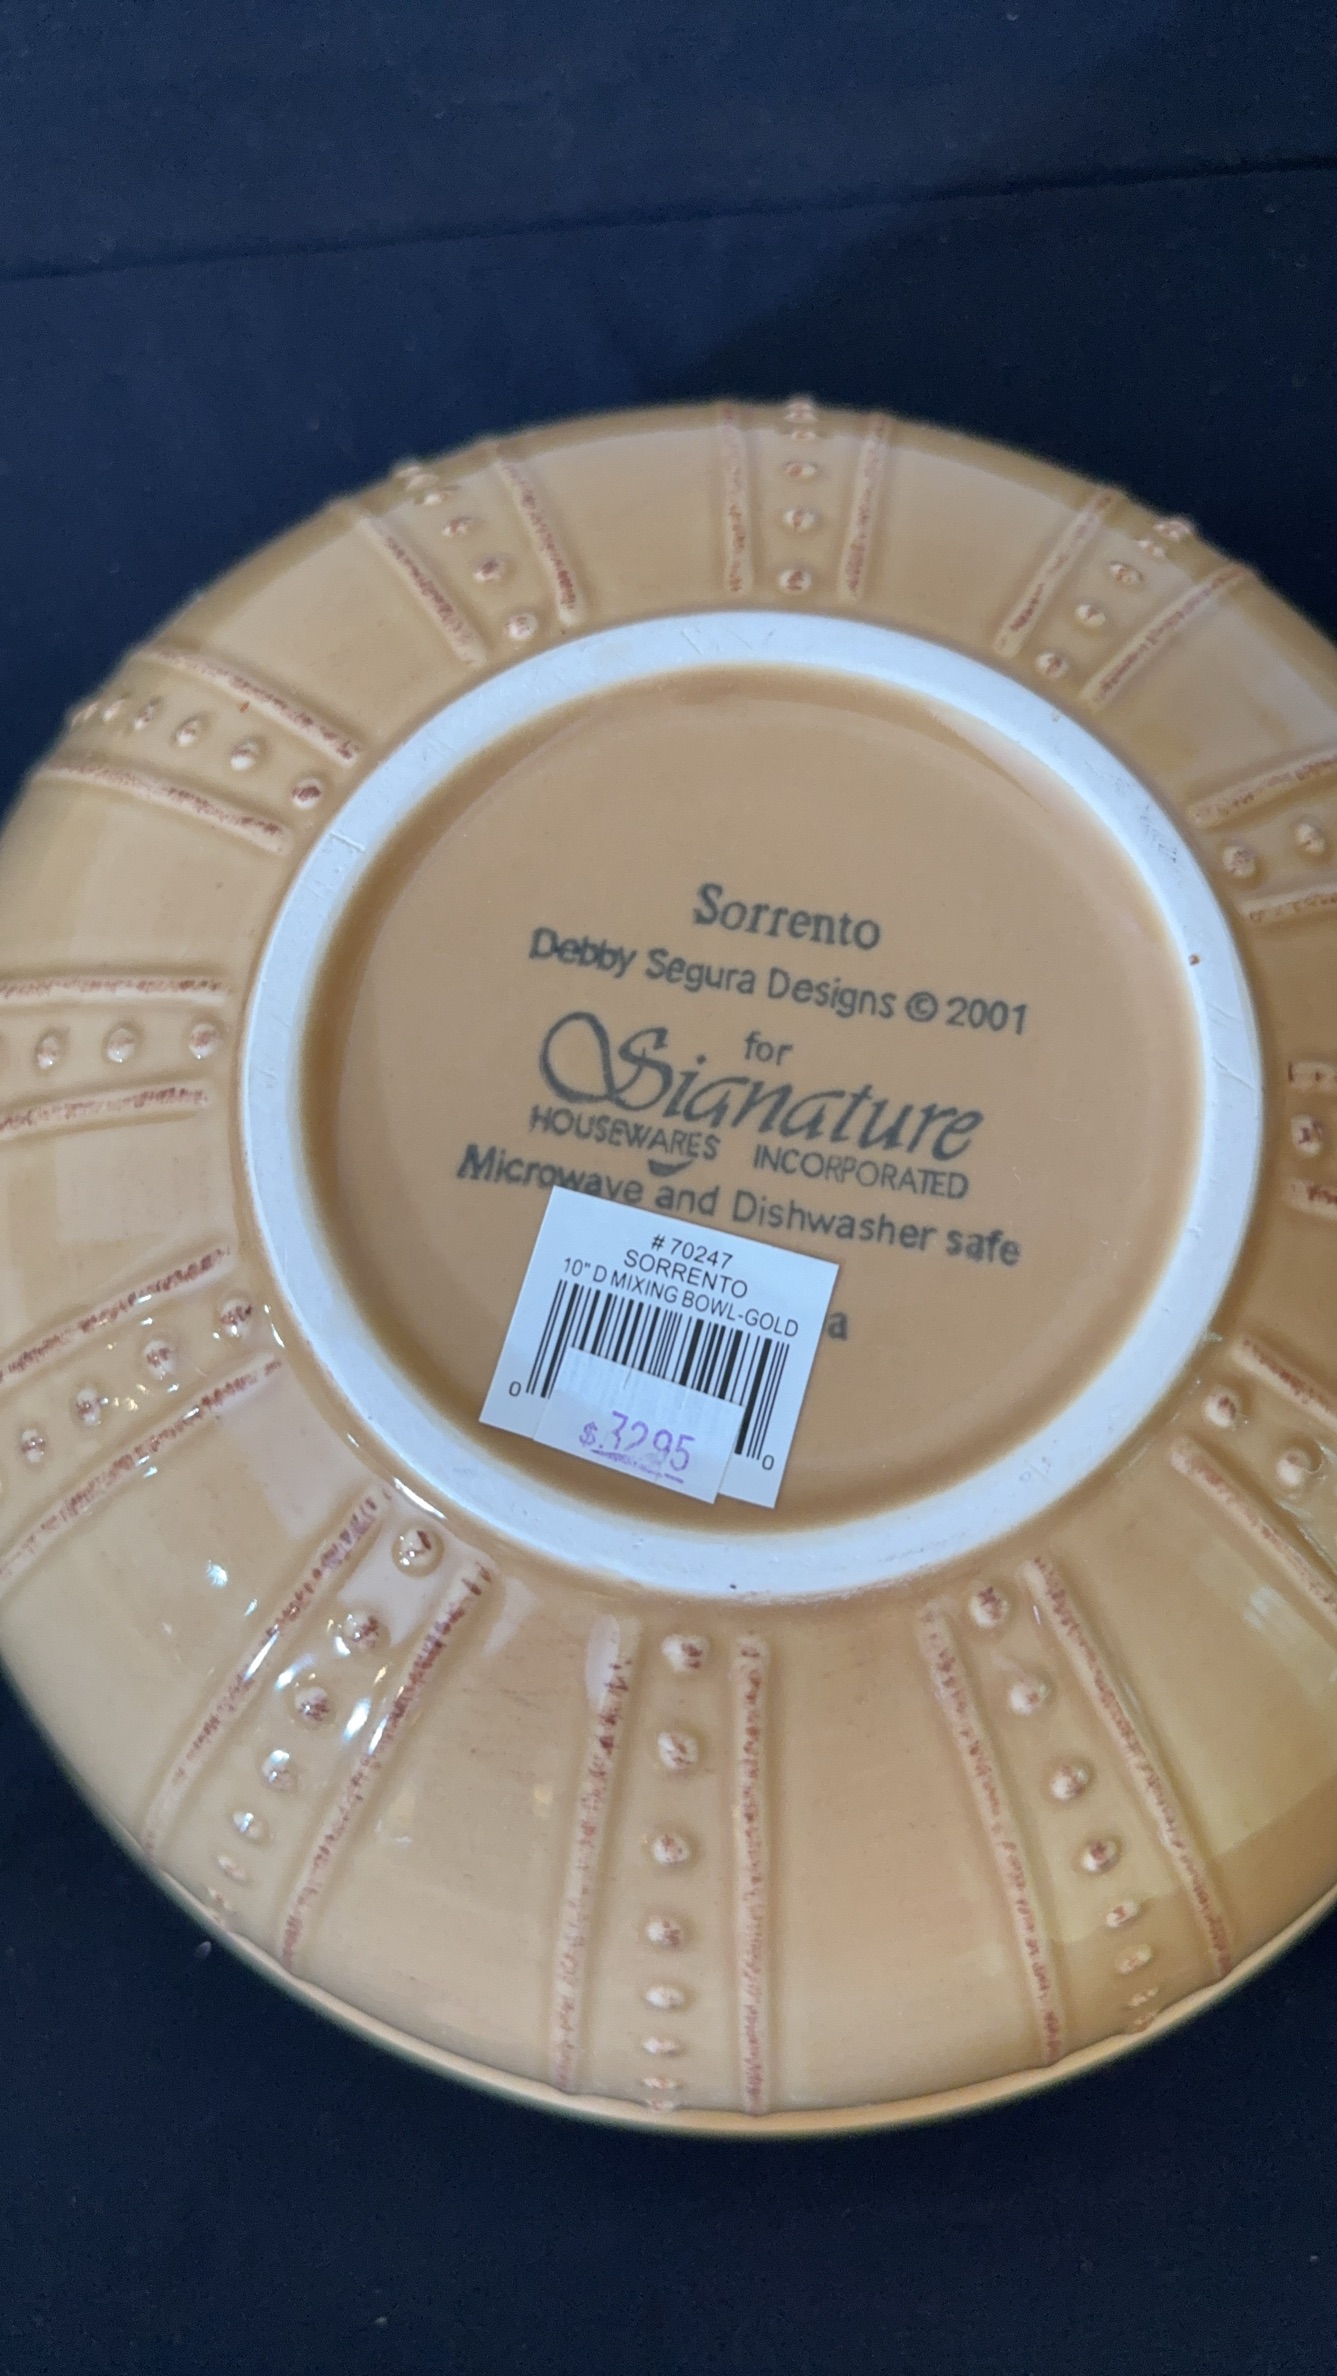 Sorrento
Debby Segura Designs © 2001
for
Signature
HOUSEWARES INCORPORATED
Microwave and Dishwasher safe
a
# 70247
SORRENTO
10" D MIXING BOWL-GOLD
0 0
$.3295